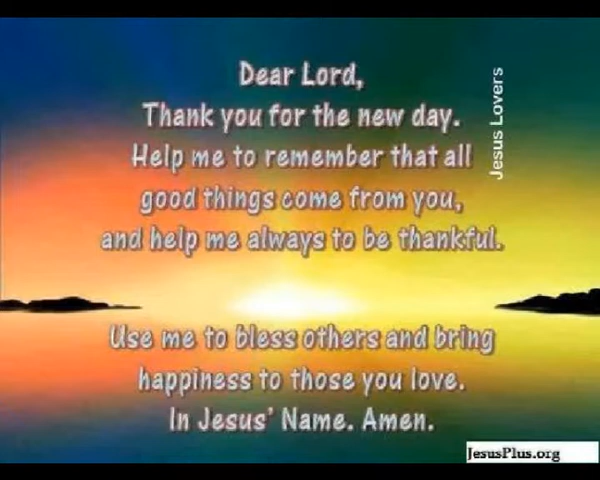 Dear Lord,
Thank you for the new day.
Help me to remember that all
good things come from you,
and help me always to be thankful.
Use me to bless others and bring
happiness to those you love.
In Jesus' Name. Amen.
Jesus Lovers
JesusPlus.org